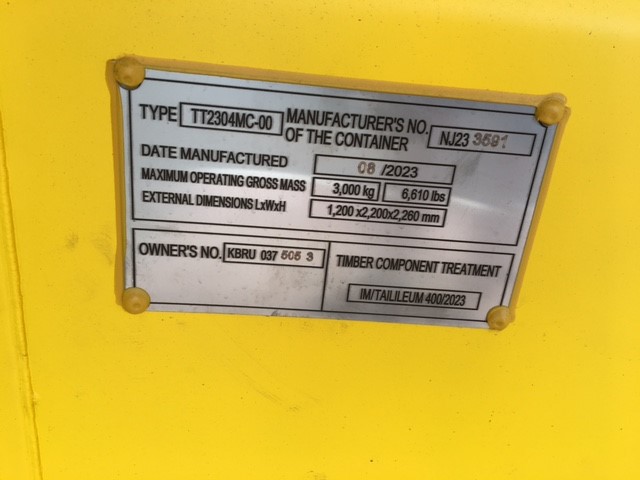 TYPE TT2304MC-00 MANUFACTURER'S NO. OF THE CONTAINER NJ23 3591
DATE MANUFACTURED 08 /2023
MAXIMUM OPERATING GROSS MASS 3,000 kg 6,610 lbs
EXTERNAL DIMENSIONS LxWxH 1,200 x2,200x2,260 mm
OWNER'S NO. KBRU 037 505 3
TIMBER COMPONENT TREATMENT
IM/TAILILEUM 400/2023